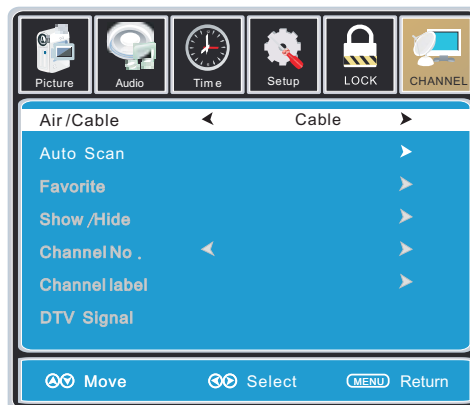 Picture Audio Time Setup LOCK CHANNEL
Air/Cable Cable
Auto Scan
Favorite
Show/Hide
Channel No.
Channel label
DTV Signal
Move Select MENU Return